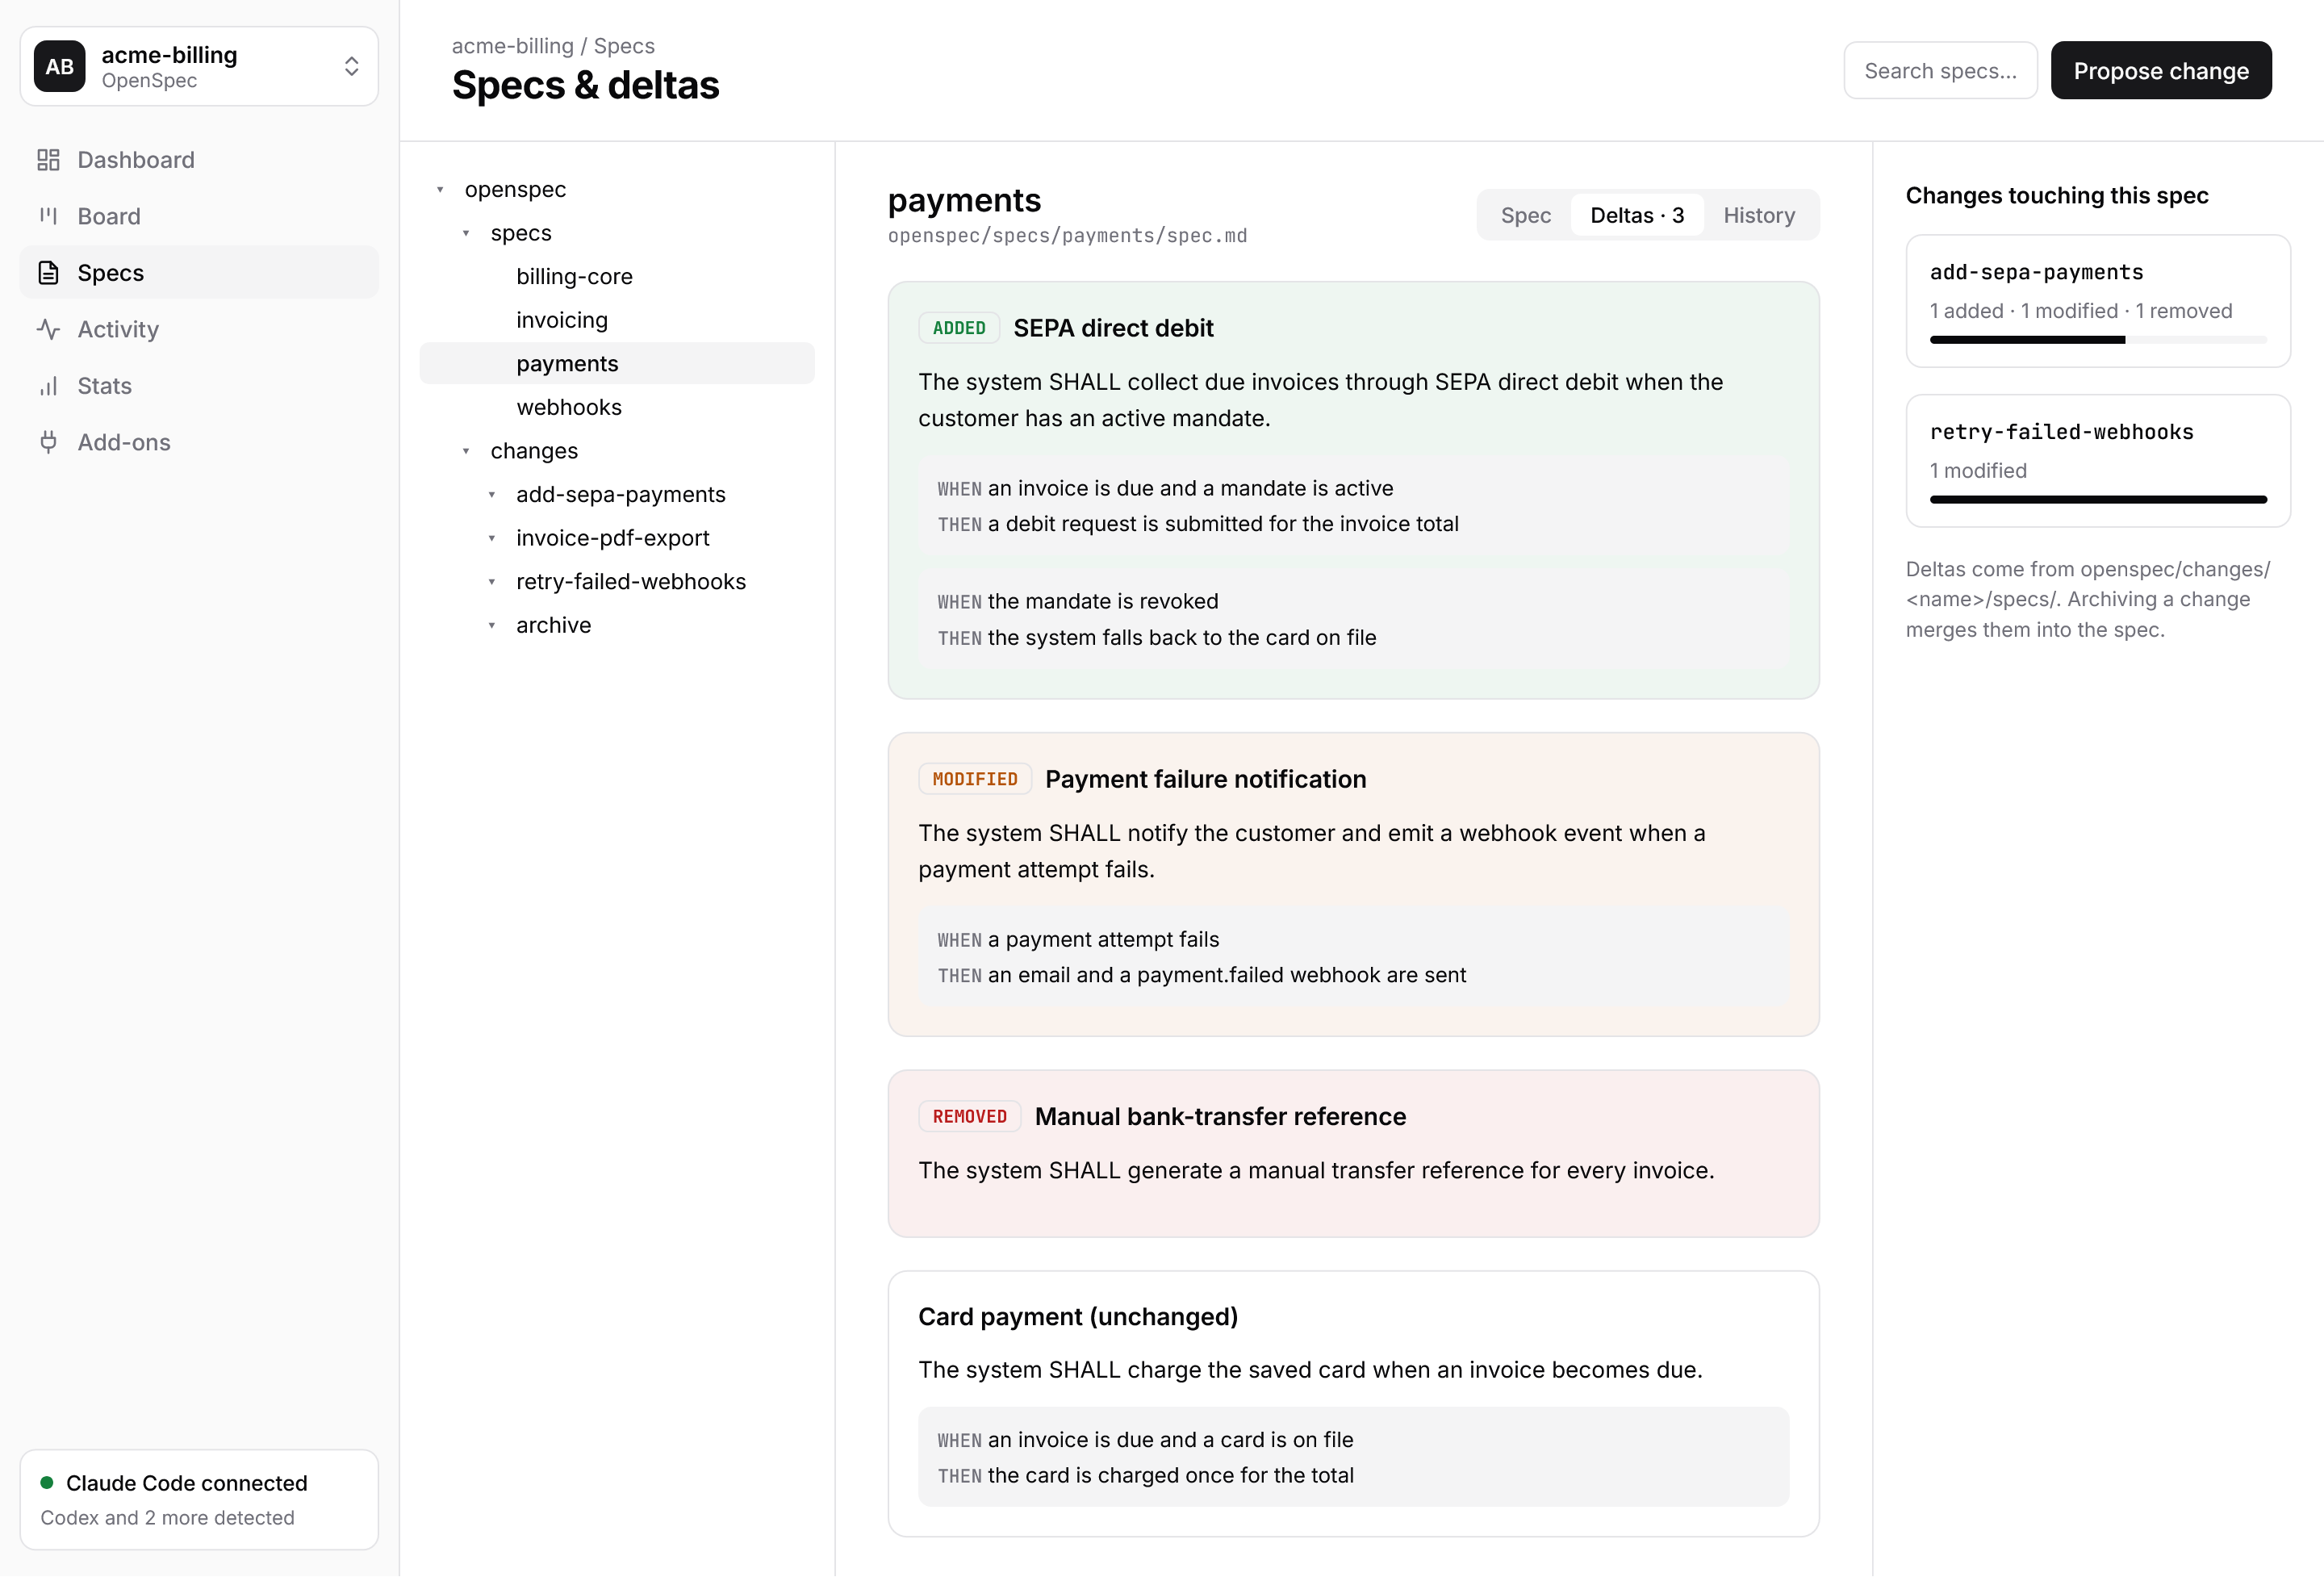 AB
acme-billing
OpenSpec
Dashboard
Board
Specs
Activity
Stats
Add-ons
Claude Code connected
Codex and 2 more detected
acme-billing / Specs
Specs & deltas
Search specs...
Propose change
openspec
specs
billing-core
invoicing
payments
webhooks
changes
add-sepa-payments
invoice-pdf-export
retry-failed-webhooks
archive
payments
openspec/specs/payments/spec.md
Spec
Deltas · 3
History
ADDED SEPA direct debit
The system SHALL collect due invoices through SEPA direct debit when the
customer has an active mandate.
WHEN an invoice is due and a mandate is active
THEN a debit request is submitted for the invoice total
WHEN the mandate is revoked
THEN the system falls back to the card on file
MODIFIED Payment failure notification
The system SHALL notify the customer and emit a webhook event when a
payment attempt fails.
WHEN a payment attempt fails
THEN an email and a payment.failed webhook are sent
REMOVED Manual bank-transfer reference
The system SHALL generate a manual transfer reference for every invoice.
Card payment (unchanged)
The system SHALL charge the saved card when an invoice becomes due.
WHEN an invoice is due and a card is on file
THEN the card is charged once for the total
Changes touching this spec
add-sepa-payments
1 added · 1 modified · 1 removed
retry-failed-webhooks
1 modified
Deltas come from openspec/changes/
<name>/specs/. Archiving a change
merges them into the spec.